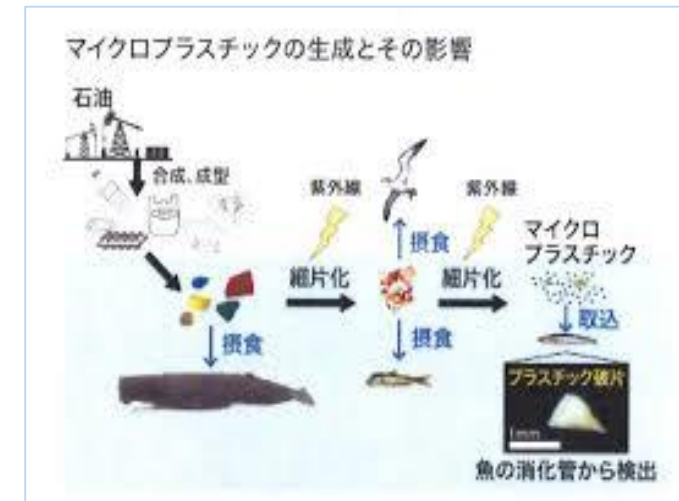 マイクロプラスチックの生成とその影響
石油
合成、成型
紫外線
紫外線
マイクロ
プラスチック
摂食
細片化
細片化
摂食
摂食
取込
プラスチック破片
1mm
魚の消化管から検出